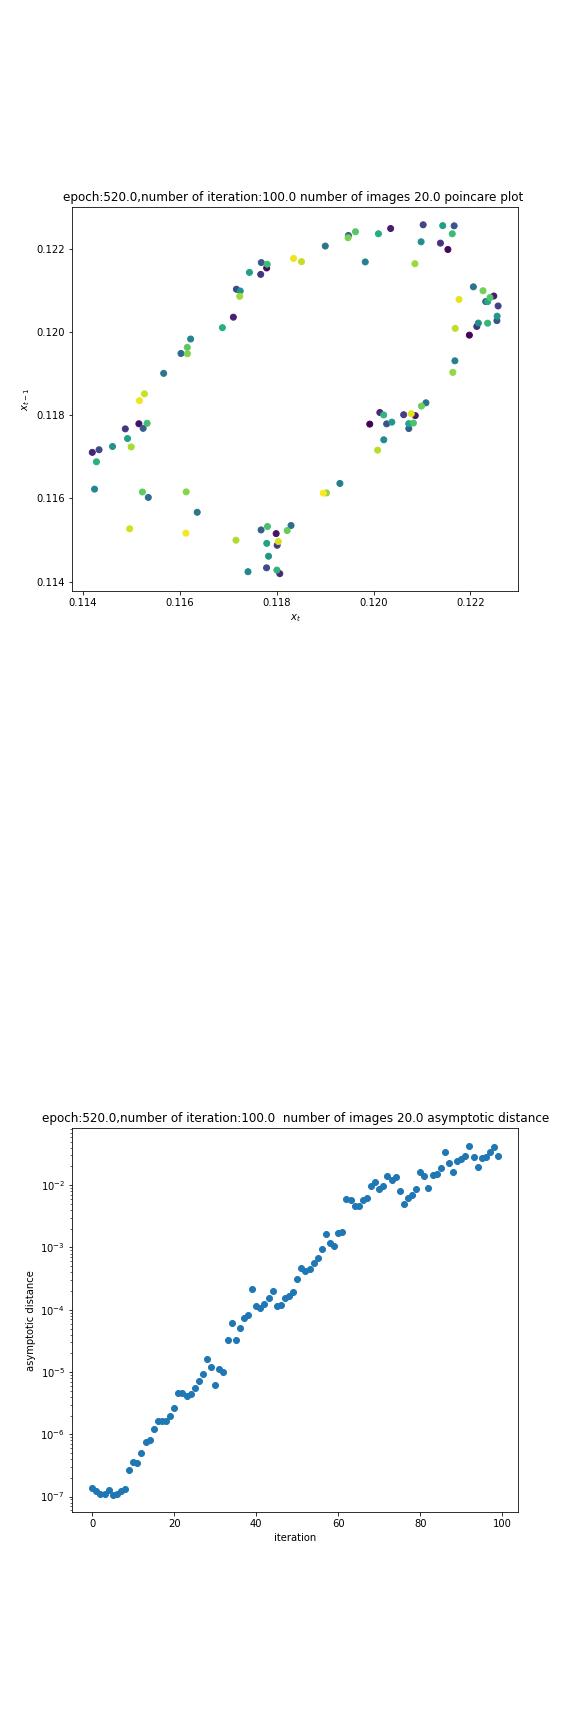 epoch:520.0,number of iteration:100.0 number of images 20.0 poincare plot
0.122
0.120
0.118
0.116
0.114
x_{t-1}
0.114 0.116 0.118 0.120 0.122
x_t
epoch:520.0,number of iteration:100.0  number of images 20.0 asymptotic distance
10^{-2}
10^{-3}
10^{-4}
10^{-5}
10^{-6}
10^{-7}
asymptotic distance
0 20 40 60 80 100
iteration